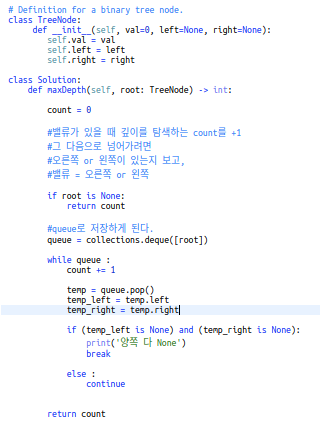 # Definition for a binary tree node.
class TreeNode:
    def __init__(self, val=0, left=None, right=None):
        self.val = val
        self.left = left
        self.right = right

class Solution:
    def maxDepth(self, root: TreeNode) -> int:

        count = 0

        #밸류가 있을 때 깊이를 탐색하는 count를 +1
        #그 다음으로 넘어가려면
        #오른쪽 or 왼쪽이 있는지 보고,
        #밸류 = 오른쪽 or 왼쪽

        if root is None:
            return count

        #queue로 저장하게 된다.
        queue = collections.deque([root])

        while queue :
            count += 1

            temp = queue.pop()
            temp_left = temp.left
            temp_right = temp.right

            if (temp_left is None) and (temp_right is None):
                print('양쪽 다 None')
                break

            else :
                continue


        return count